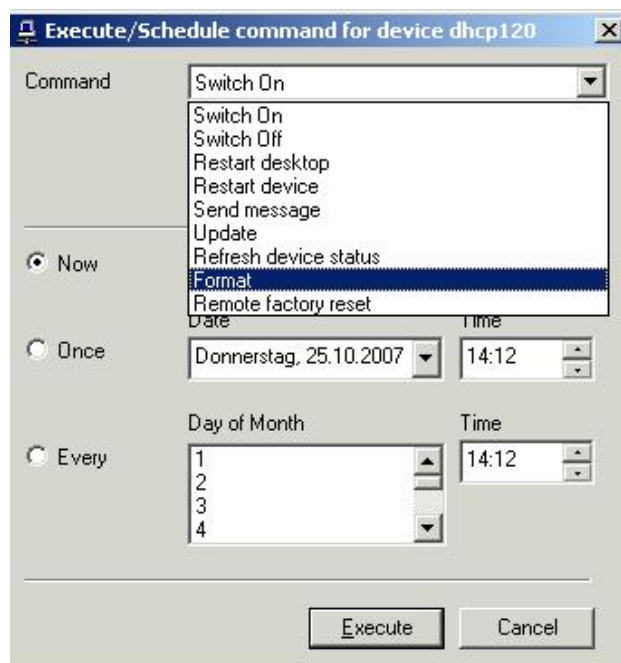 Execute/Schedule command for device dhcp120
Command
Switch On
Switch On
Switch Off
Restart desktop
Restart device
Send message
Update
Refresh device status
Format
Remote factory reset
Now
Date Time
Once
Donnerstag, 25.10.2007 14:12
Day of Month Time
Every
1 14:12
2
3
4
Execute Cancel